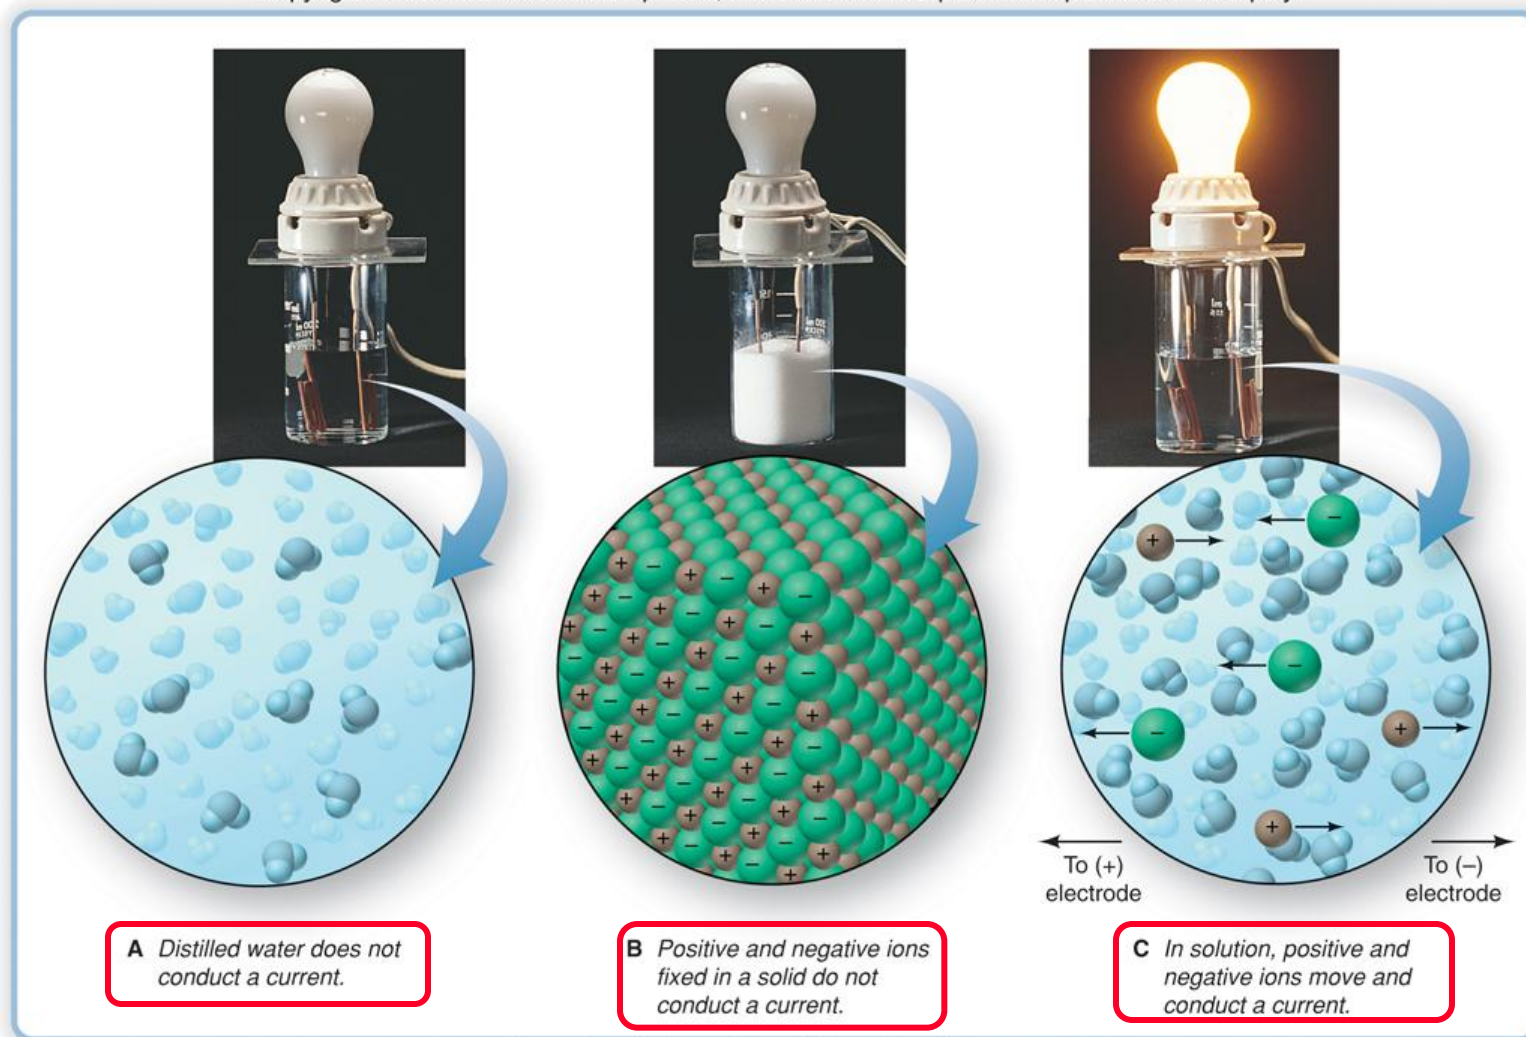 A Distilled water does not
conduct a current.
B Positive and negative ions
fixed in a solid do not
conduct a current.
To (+)
electrode
To (–)
electrode
C In solution, positive and
negative ions move and
conduct a current.